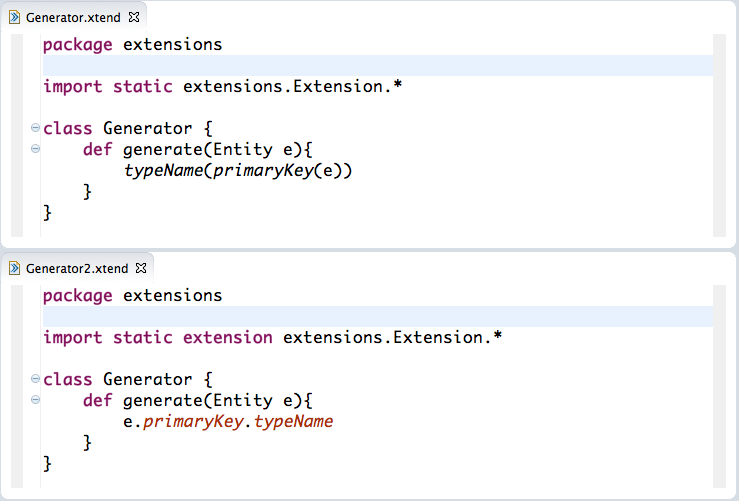 Generator.xtend
package extensions
import static extensions.Extension.*
class Generator {
def generate(Entity e){
typeName(primaryKey(e))
}
}
Generator2.xtend
package extensions
import static extension extensions.Extension.*
class Generator {
def generate(Entity e){
e.primaryKey.typeName
}
}